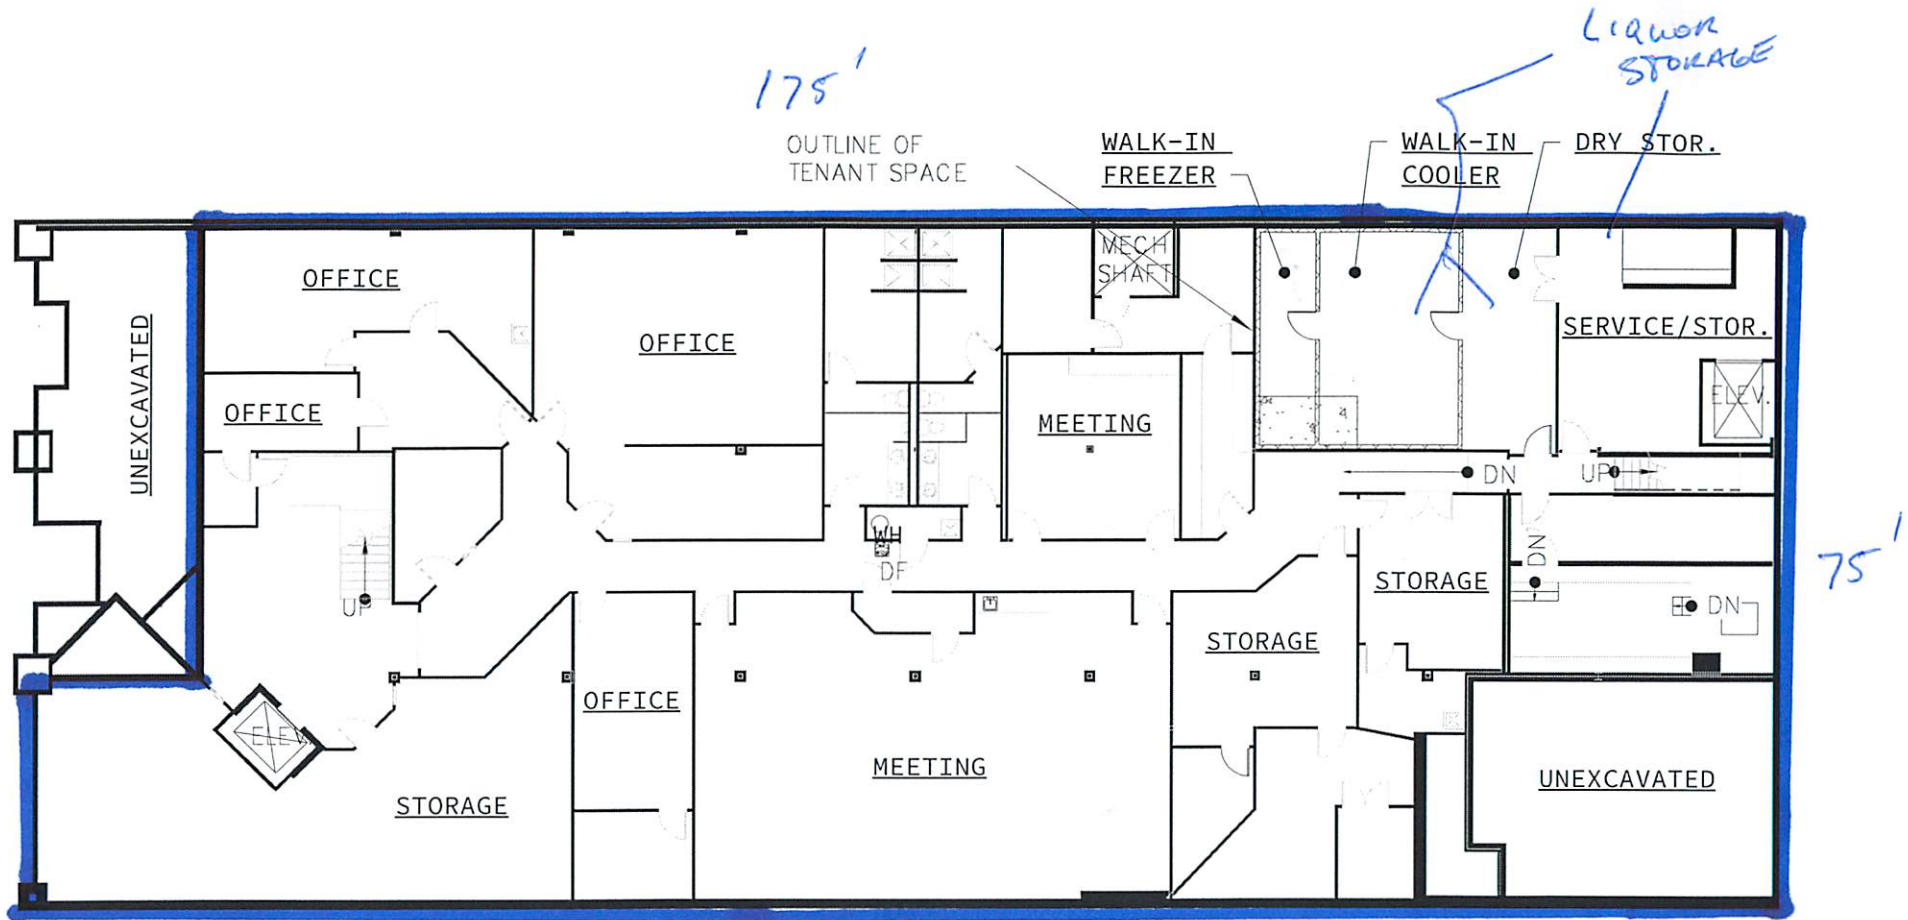 LIQUOR
STORAGE
175'
OUTLINE OF
TENANT SPACE
WALK-IN
FREEZER
WALK-IN
COOLER
DRY STOR.
MECH
SHAFT
OFFICE
OFFICE
SERVICE/STOR.
UNEXCAVATED
OFFICE
MEETING
ELEV.
DN
UP
WH
DF
DN
75'
UP
STORAGE
DN
STORAGE
OFFICE
ELEV.
MEETING
UNEXCAVATED
STORAGE